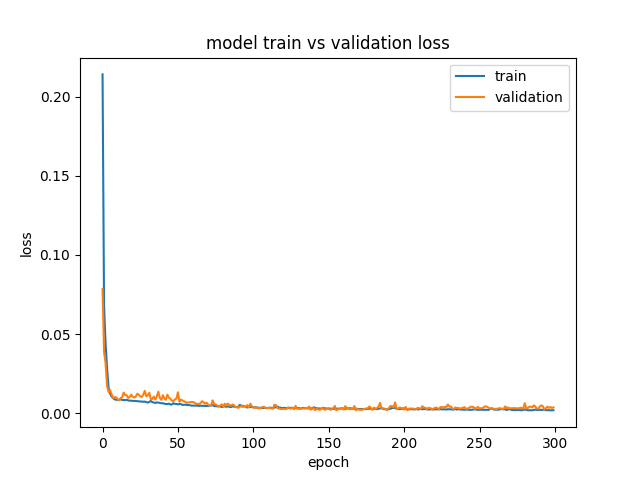 model train vs validation loss
train
validation
0.20
0.15
0.10
0.05
0.00
loss
0 50 100 150 200 250 300
epoch